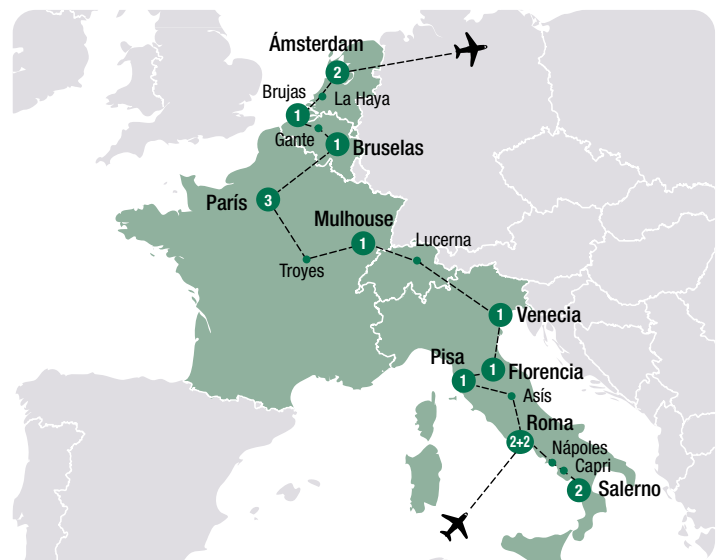 Ámsterdam
2
Brujas
La Haya
1
Gante
1
Bruselas
París
3
Mulhouse
1
Lucerna
Troyes
1
Venecia
Pisa
1
Florencia
1
Asís
Roma
2+2
Nápoles
Capri
2
Salerno